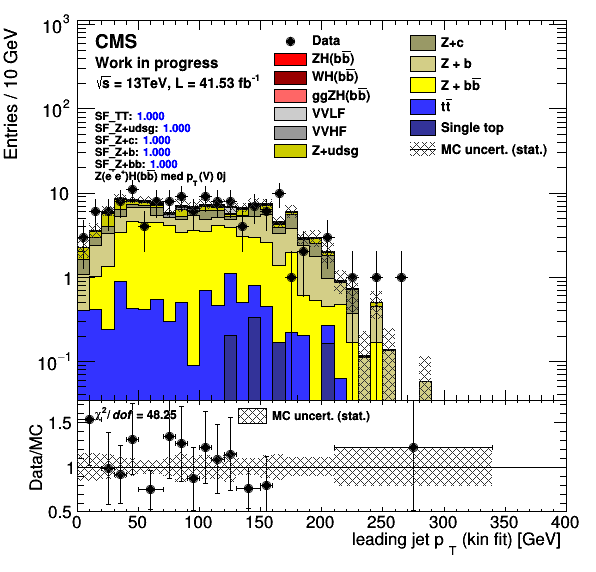 CMS
Work in progress
√s = 13TeV, L = 41.53 fb⁻¹
SF_TT: 1.000
SF_Z+udsg: 1.000
SF_Z+c: 1.000
SF_Z+b: 1.000
SF_Z+bb: 1.000
Z(e⁻e⁺)H(bb̅) med p_T(V) 0j
Data
ZH(bb̅)
WH(bb̅)
ggZH(bb̅)
VVLF
VVHF
Z+udsg
Z+c
Z + b
Z + bb̅
tt̅
Single top
MC uncert. (stat.)
Entries / 10 GeV
10³
10²
10
1
10⁻¹
χ²/dof = 48.25
MC uncert. (stat.)
Data/MC
1.5
1
0.5
0 50 100 150 200 250 300 350 400
leading jet p_T (kin fit) [GeV]